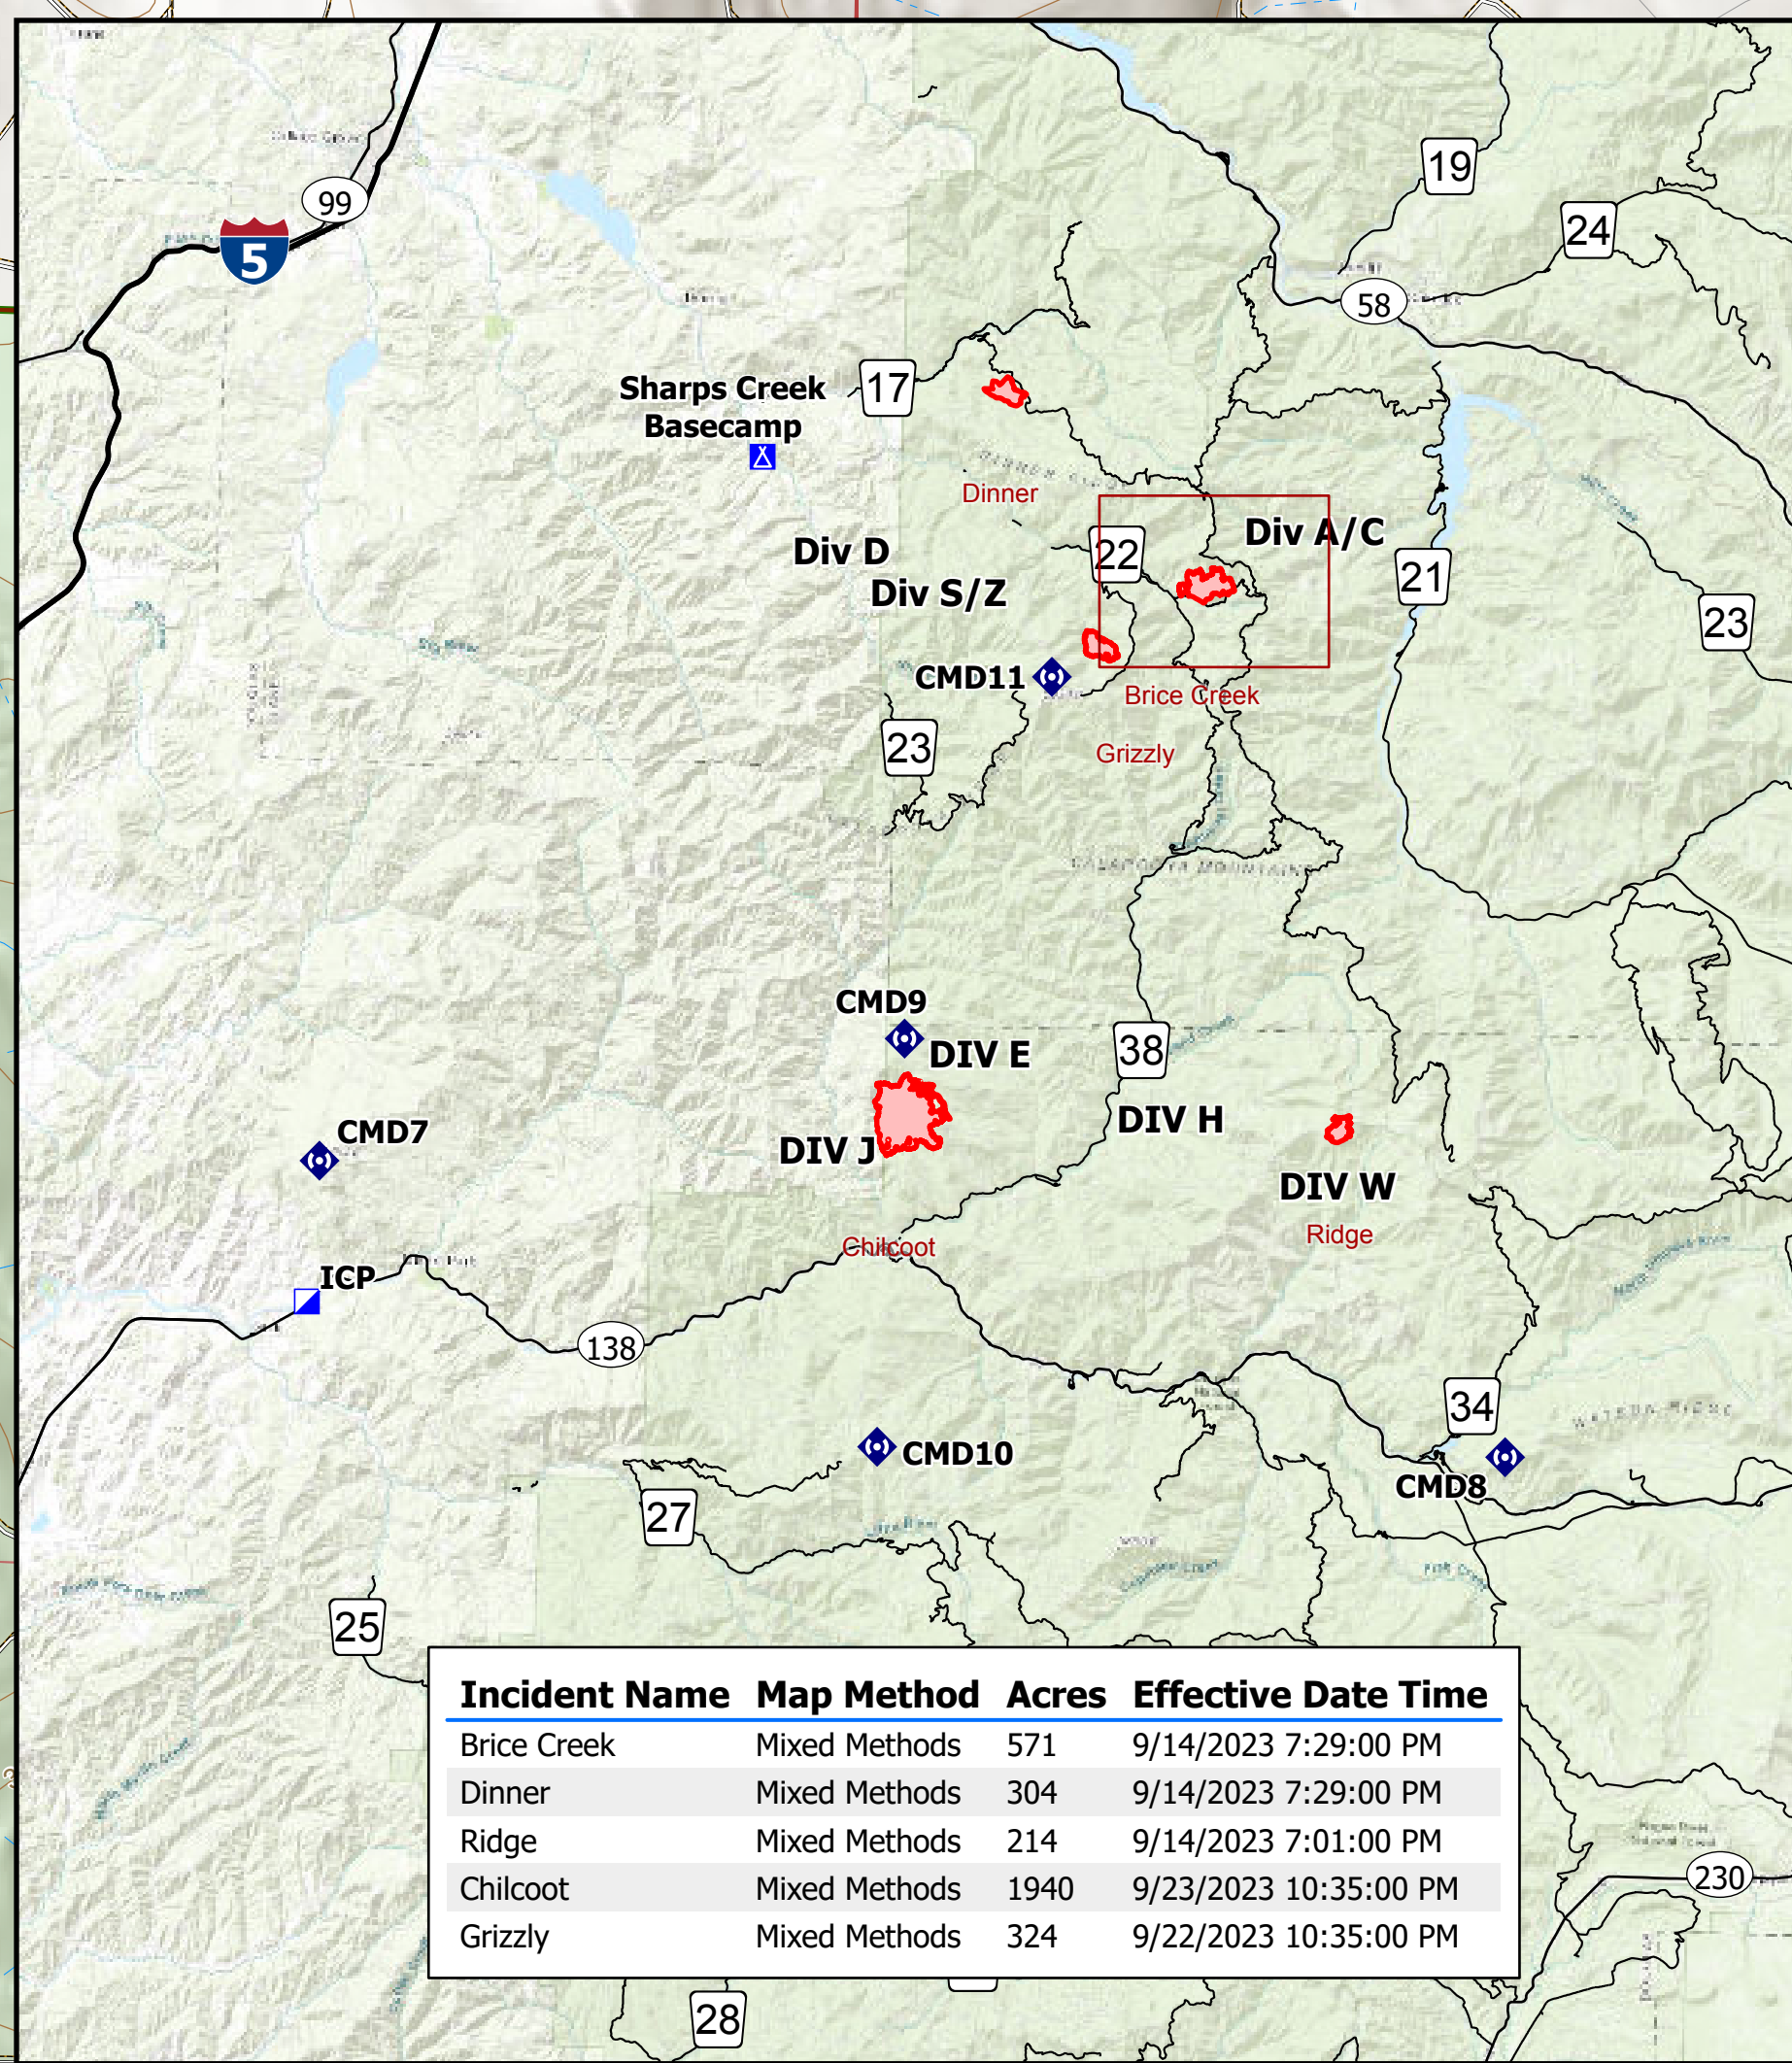 99
5
19
24
58
Sharps Creek
Basecamp
17
Dinner
22
Div A/C
Div D
Div S/Z
21
23
CMD11
Brice Creek
23
Grizzly
CALAPOOYA MOUNTAINS
CMD9
DIV E
38
CMD7
DIV H
DIV J
DIV W
Ridge
Chilcoot
ICP
138
34
CMD10
CMD8
27
25
Incident Name Map Method Acres Effective Date Time
Brice Creek Mixed Methods 571 9/14/2023 7:29:00 PM
Dinner Mixed Methods 304 9/14/2023 7:29:00 PM
Ridge Mixed Methods 214 9/14/2023 7:01:00 PM
Chilcoot Mixed Methods 1940 9/23/2023 10:35:00 PM
Grizzly Mixed Methods 324 9/22/2023 10:35:00 PM
230
28